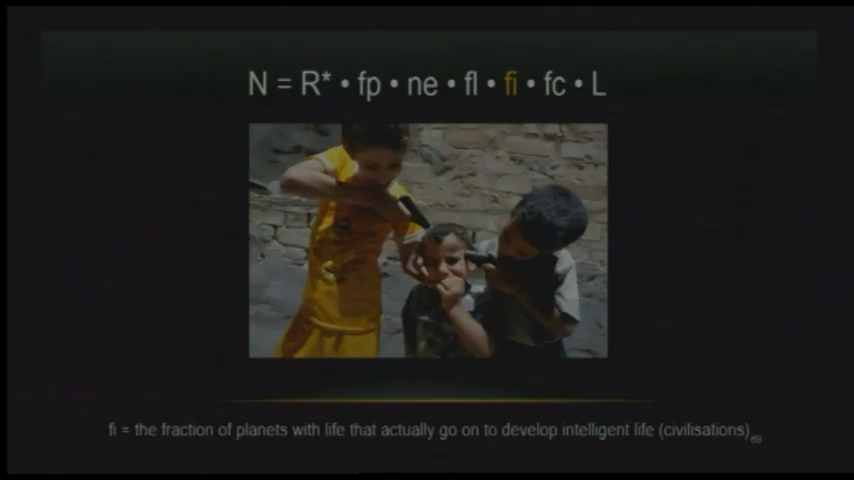 N = R* • fp • ne • fl • fi • fc • L
fi = the fraction of planets with life that actually go on to develop intelligent life (civilisations)
69